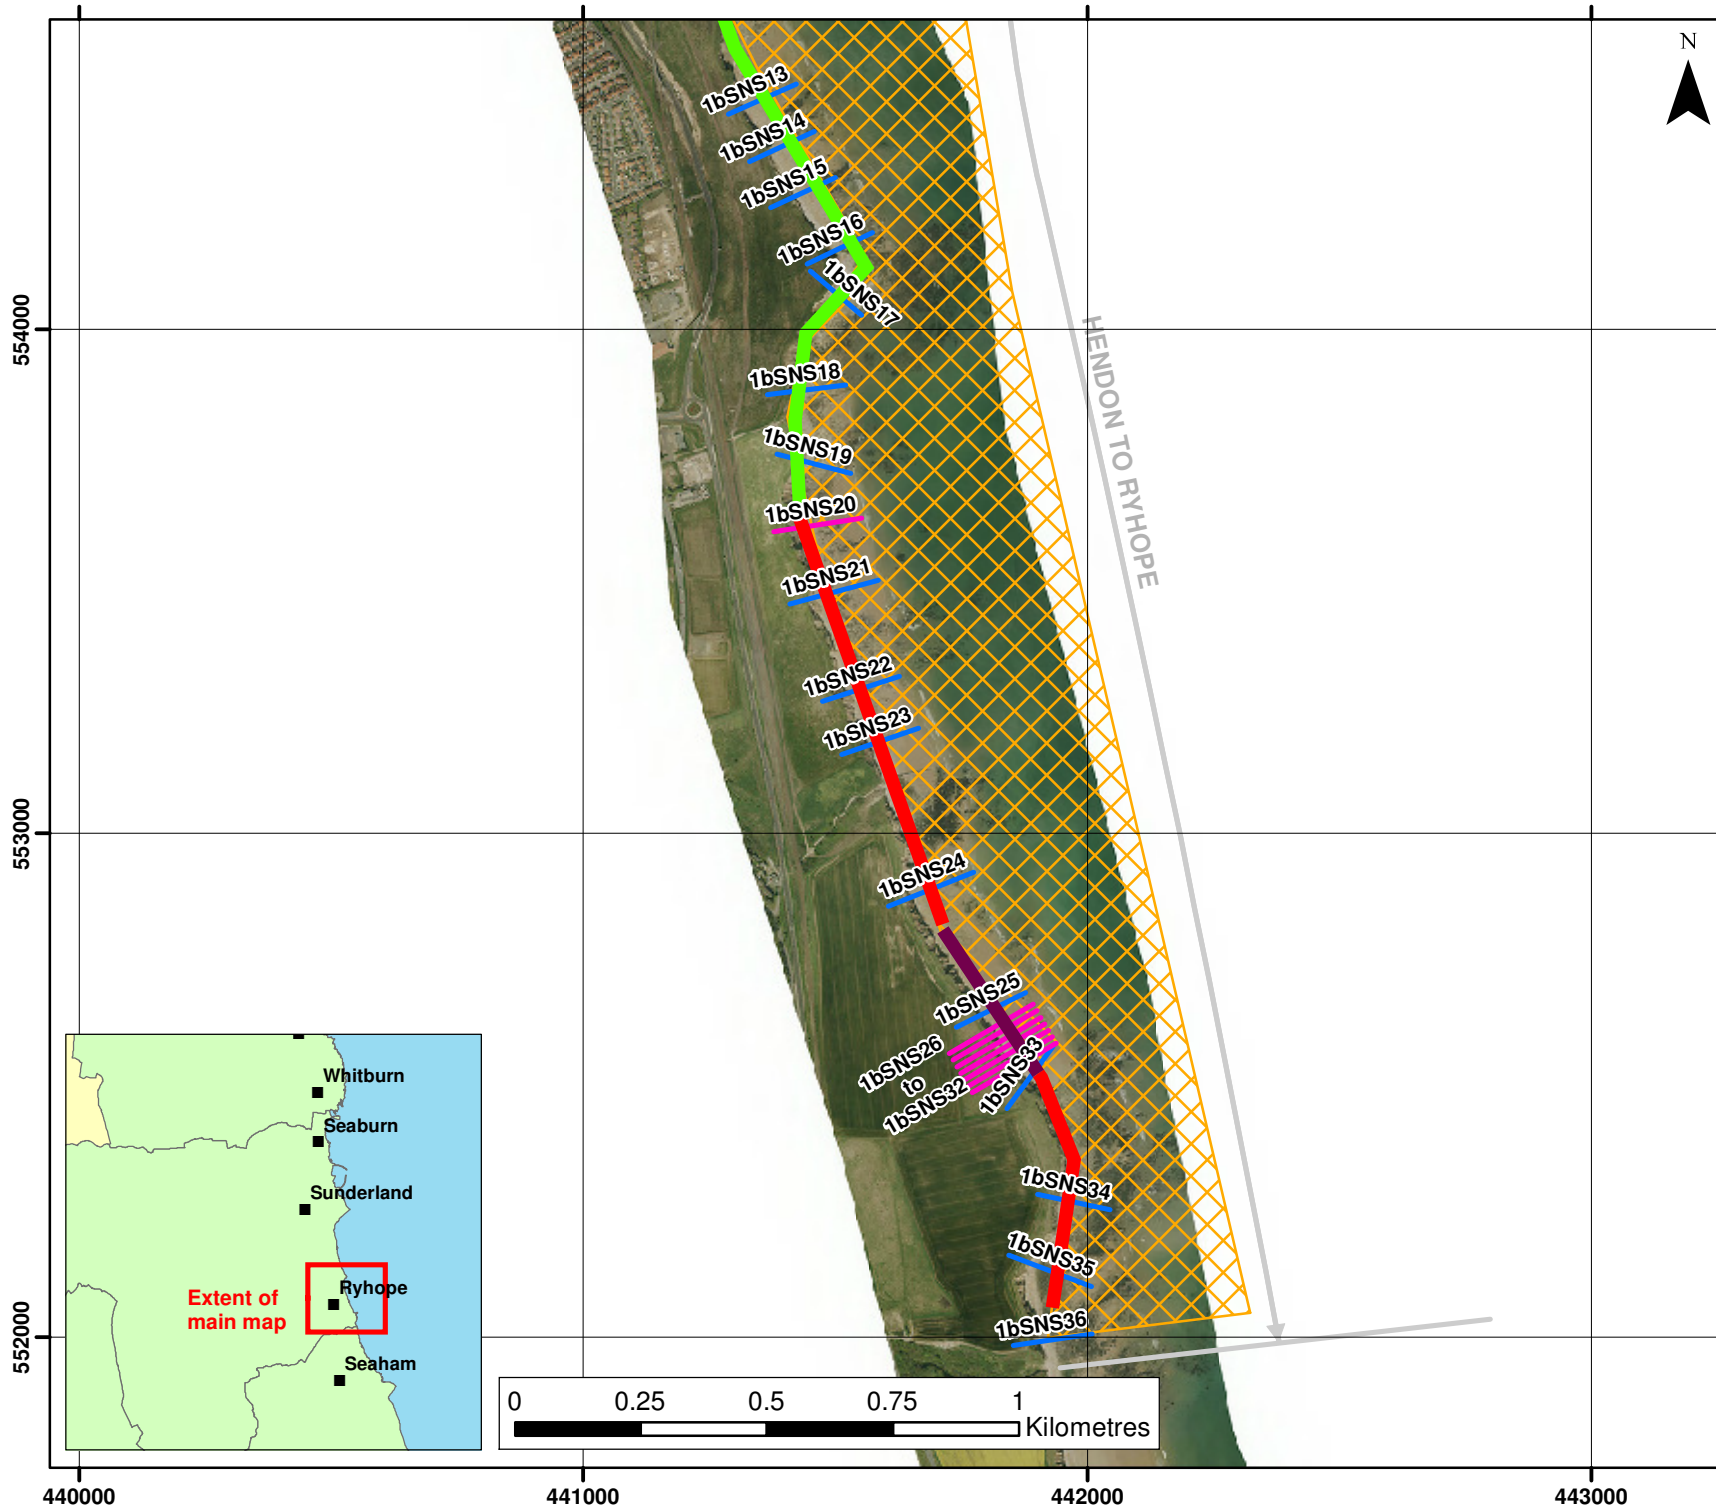 N
1bSNS13
1bSNS14
1bSNS15
1bSNS16
1bSNS17
554000
HENDON TO RYHOPE
1bSNS18
1bSNS19
1bSNS20
1bSNS21
1bSNS22
1bSNS23
553000
1bSNS24
1bSNS25
1bSNS26
to
1bSNS32
1bSNS33
1bSNS34
1bSNS35
1bSNS36
552000
Whitburn
Seaburn
Sunderland
Ryhope
Extent of
main map
Seaham
0 0.25 0.5 0.75 1
Kilometres
440000 441000 442000 443000